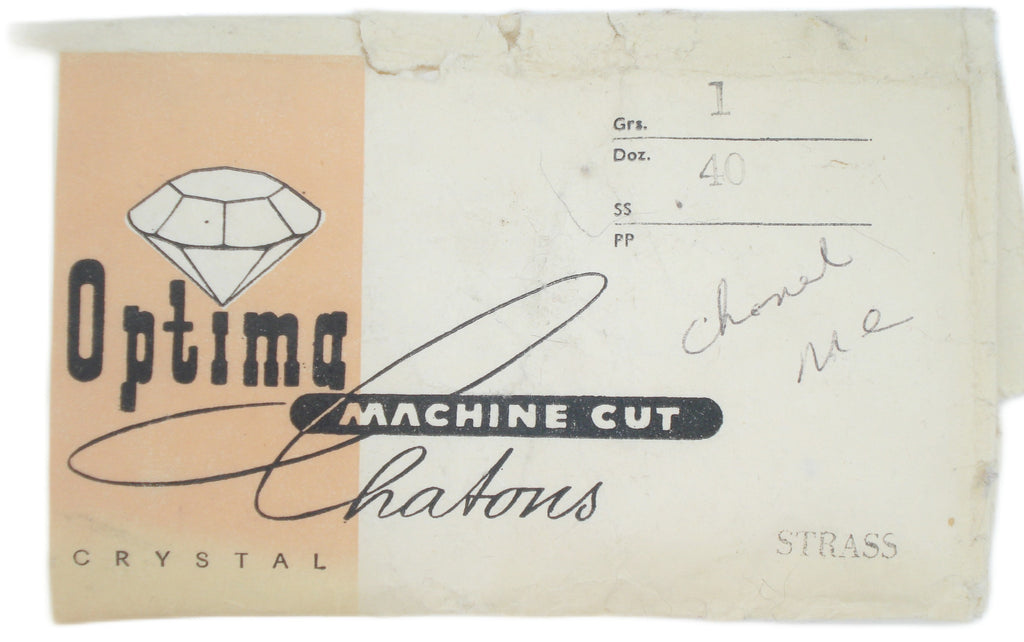 Grs. 1
Doz.
40
SS
PP
Chanel
Me
Optima
MACHINE CUT
Chatons
CRYSTAL
STRASS